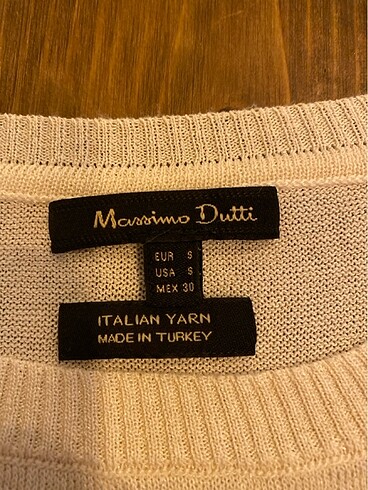 Massimo Dutti
EUR S
USA S
MEX 30
ITALIAN YARN
MADE IN TURKEY